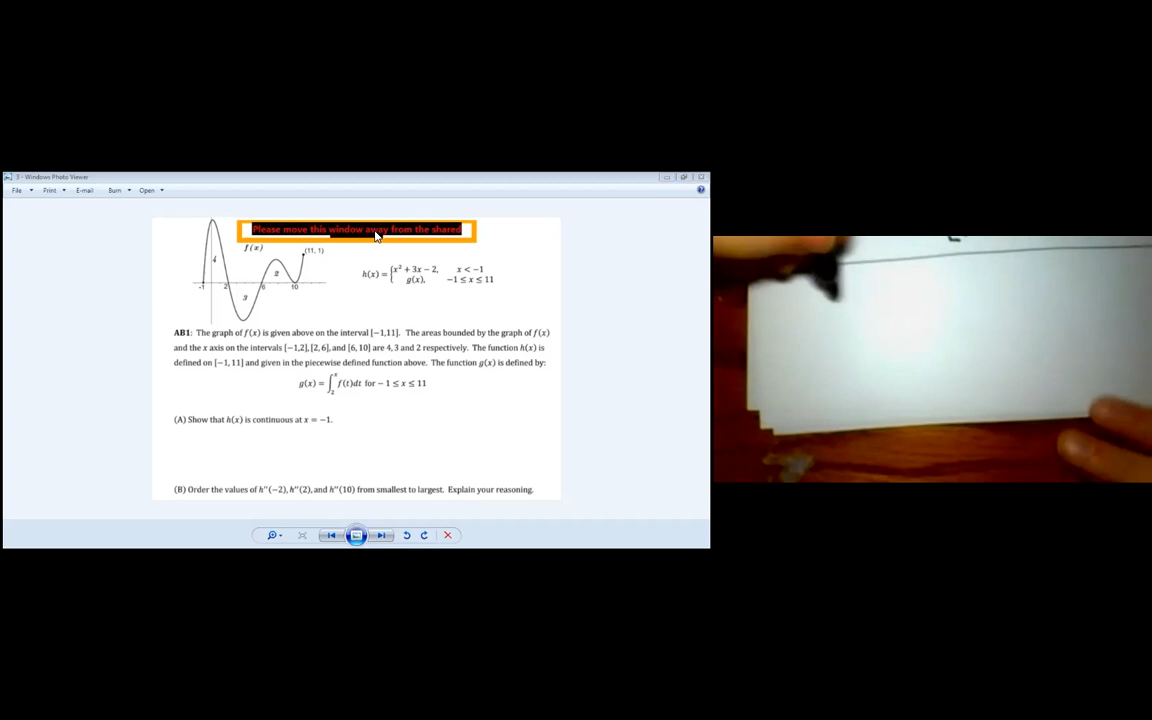 3 - Windows Photo Viewer
File Print E-mail Burn Open
Please move this window away from the shared
f(x)
(11, 1)
4
2
3
-1 2 6 10
h(x) = { x² + 3x − 2, x < −1
g(x), −1 ≤ x ≤ 11
AB1: The graph of f(x) is given above on the interval [−1,11]. The areas bounded by the graph of f(x)
and the x axis on the intervals [−1,2], [2, 6], and [6, 10] are 4, 3 and 2 respectively. The function h(x) is
defined on [−1, 11] and given in the piecewise defined function above. The function g(x) is defined by:
g(x) = ∫₂ˣ f(t)dt for − 1 ≤ x ≤ 11
(A) Show that h(x) is continuous at x = −1.
(B) Order the values of h''(−2), h''(2), and h''(10) from smallest to largest. Explain your reasoning.